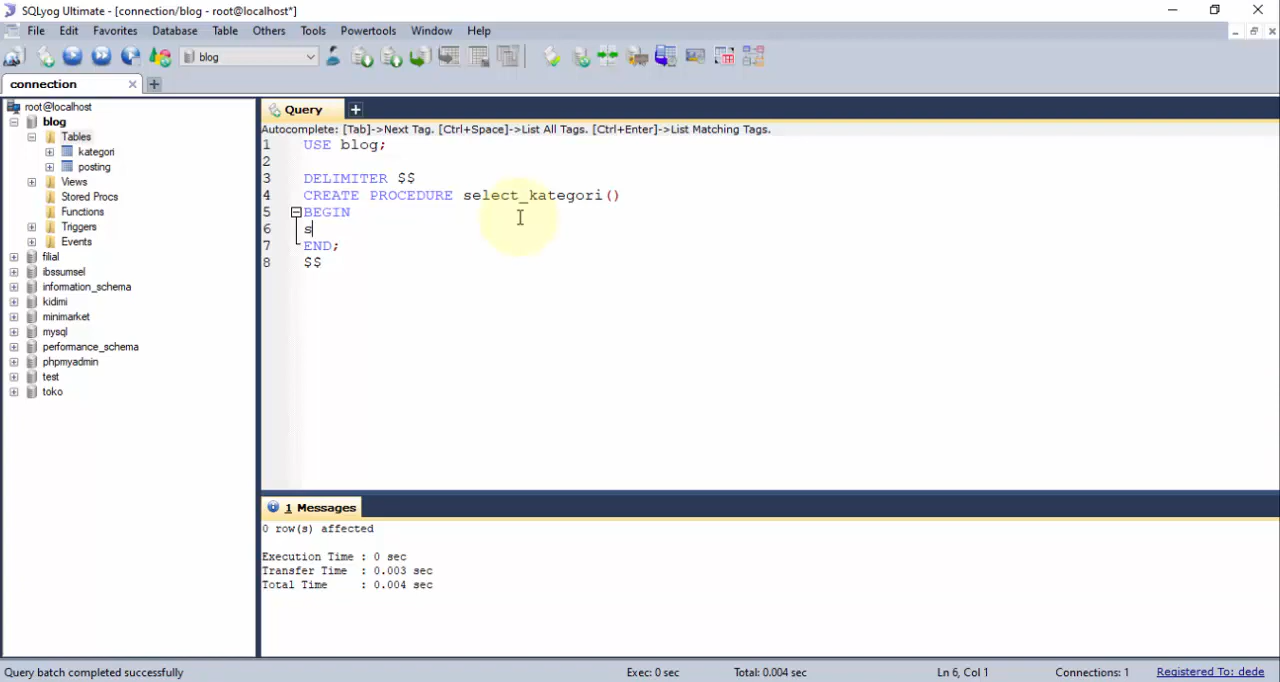 SQLyog Ultimate - [connection/blog - root@localhost*]
File Edit Favorites Database Table Others Tools Powertools Window Help
blog
connection
root@localhost
blog
Tables
kategori
posting
Views
Stored Procs
Functions
Triggers
Events
filial
ibssumsel
information_schema
kidimi
minimarket
mysql
performance_schema
phpmyadmin
test
toko
Query
Autocomplete: [Tab]->Next Tag. [Ctrl+Space]->List All Tags. [Ctrl+Enter]->List Matching Tags.
1 USE blog;
2
3 DELIMITER $$
4 CREATE PROCEDURE select_kategori()
5 BEGIN
6 s
7 END;
8 $$
1 Messages
0 row(s) affected
Execution Time : 0 sec
Transfer Time : 0.003 sec
Total Time : 0.004 sec
Query batch completed successfully Exec: 0 sec Total: 0.004 sec Ln 6, Col 1 Connections: 1 Registered To: dede